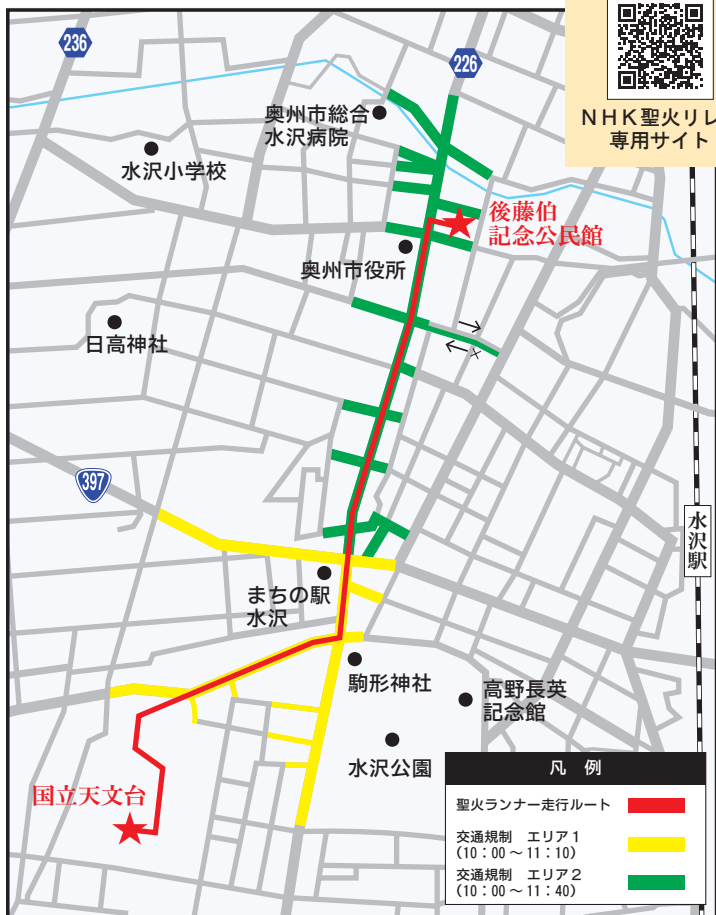 236
226
NHK聖火リレ
専用サイト
奥州市総合
水沢病院
水沢小学校
後藤伯
記念公民館
奥州市役所
日高神社
397
水沢駅
まちの駅
水沢
駒形神社
高野長英
記念館
水沢公園
国立天文台
凡 例
聖火ランナー走行ルート
交通規制 エリア1
(10:00~11:10)
交通規制 エリア2
(10:00~11:40)